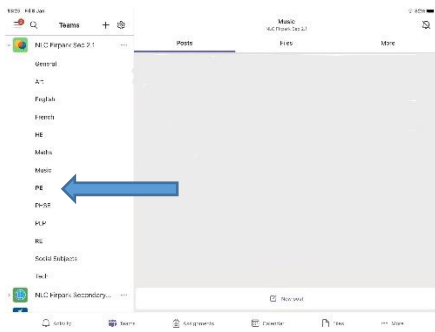 Teams
Music
NLC Firpark Sec 2.1
NLC Firpark Sec 2.1
Posts
Files
More
General
Art
English
French
HE
Maths
Music
PE
PHSE
PLP
RE
Social Subjects
Tech
NLC Firpark Secondary...
New post
Activity
Teams
Assignments
Calendar
Files
More